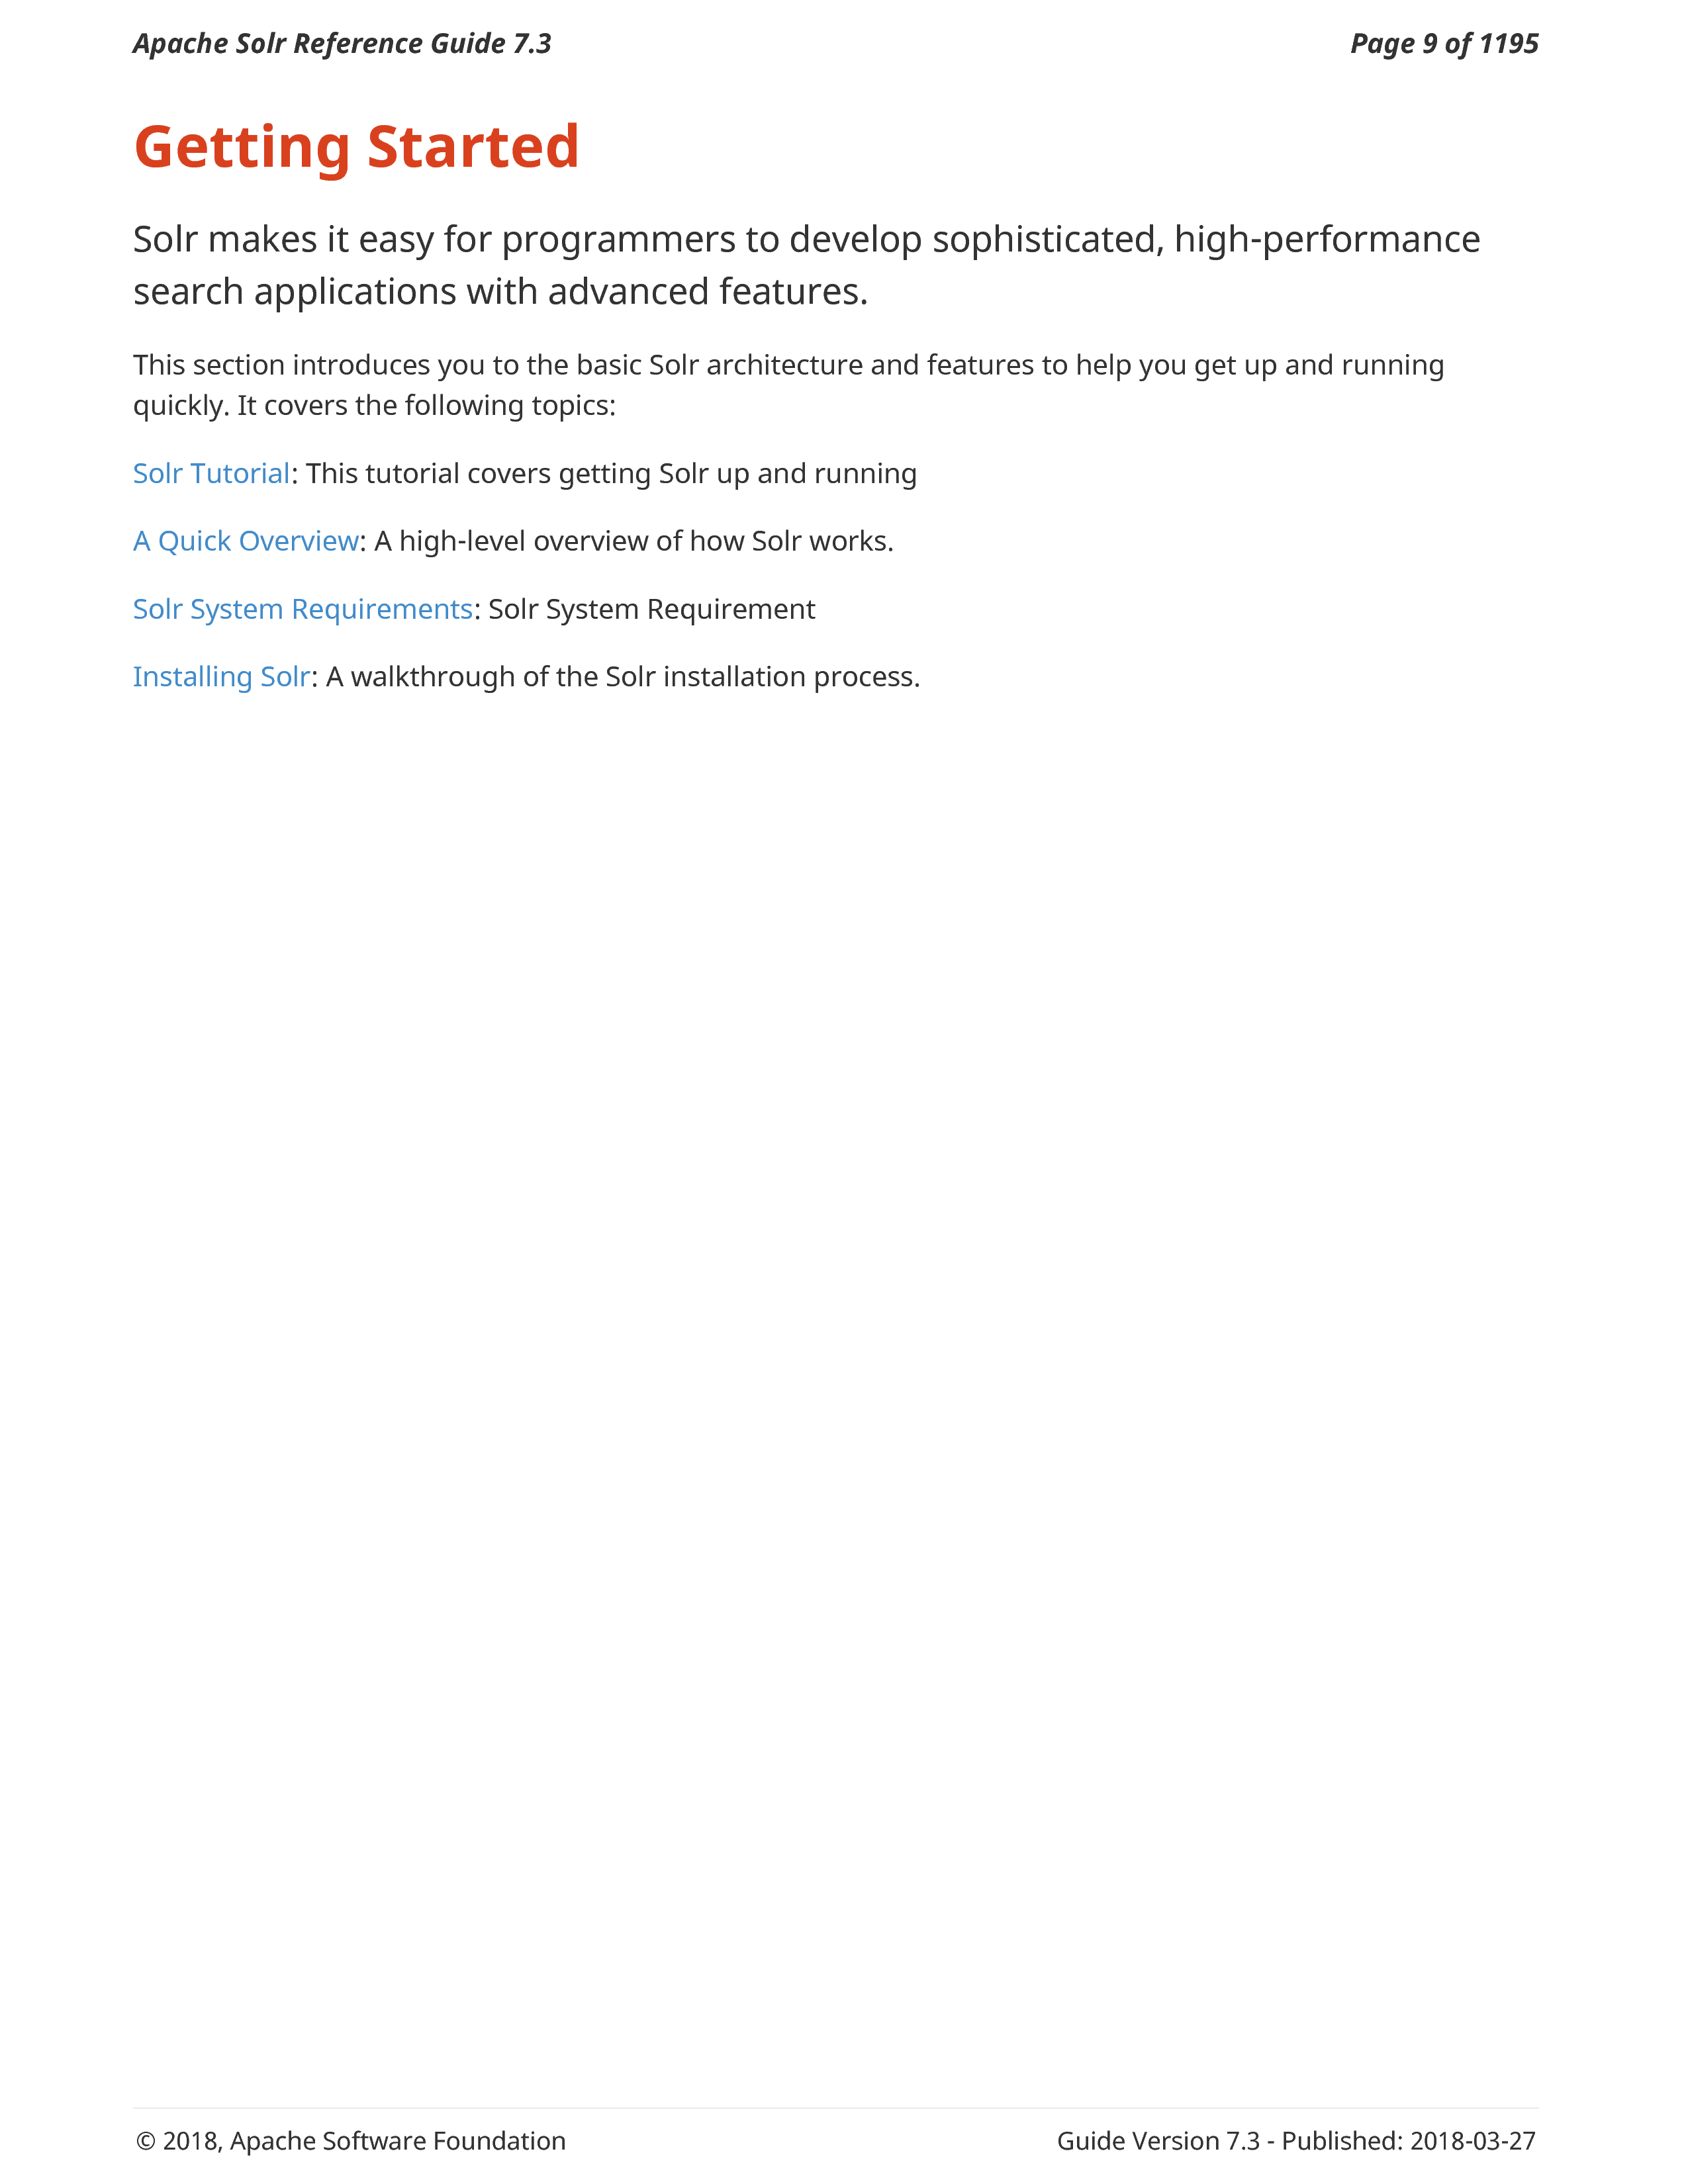 Apache Solr Reference Guide 7.3
Page 9 of 1195
Getting Started
Solr makes it easy for programmers to develop sophisticated, high-performance
search applications with advanced features.
This section introduces you to the basic Solr architecture and features to help you get up and running
quickly. It covers the following topics:
Solr Tutorial: This tutorial covers getting Solr up and running
A Quick Overview: A high-level overview of how Solr works.
Solr System Requirements: Solr System Requirement
Installing Solr: A walkthrough of the Solr installation process.
© 2018, Apache Software Foundation
Guide Version 7.3 - Published: 2018-03-27